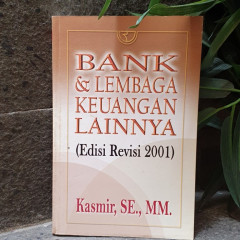 BANK
& LEMBAGA
KEUANGAN
LAINNYA
(Edisi Revisi 2001)
Kasmir, SE., MM.